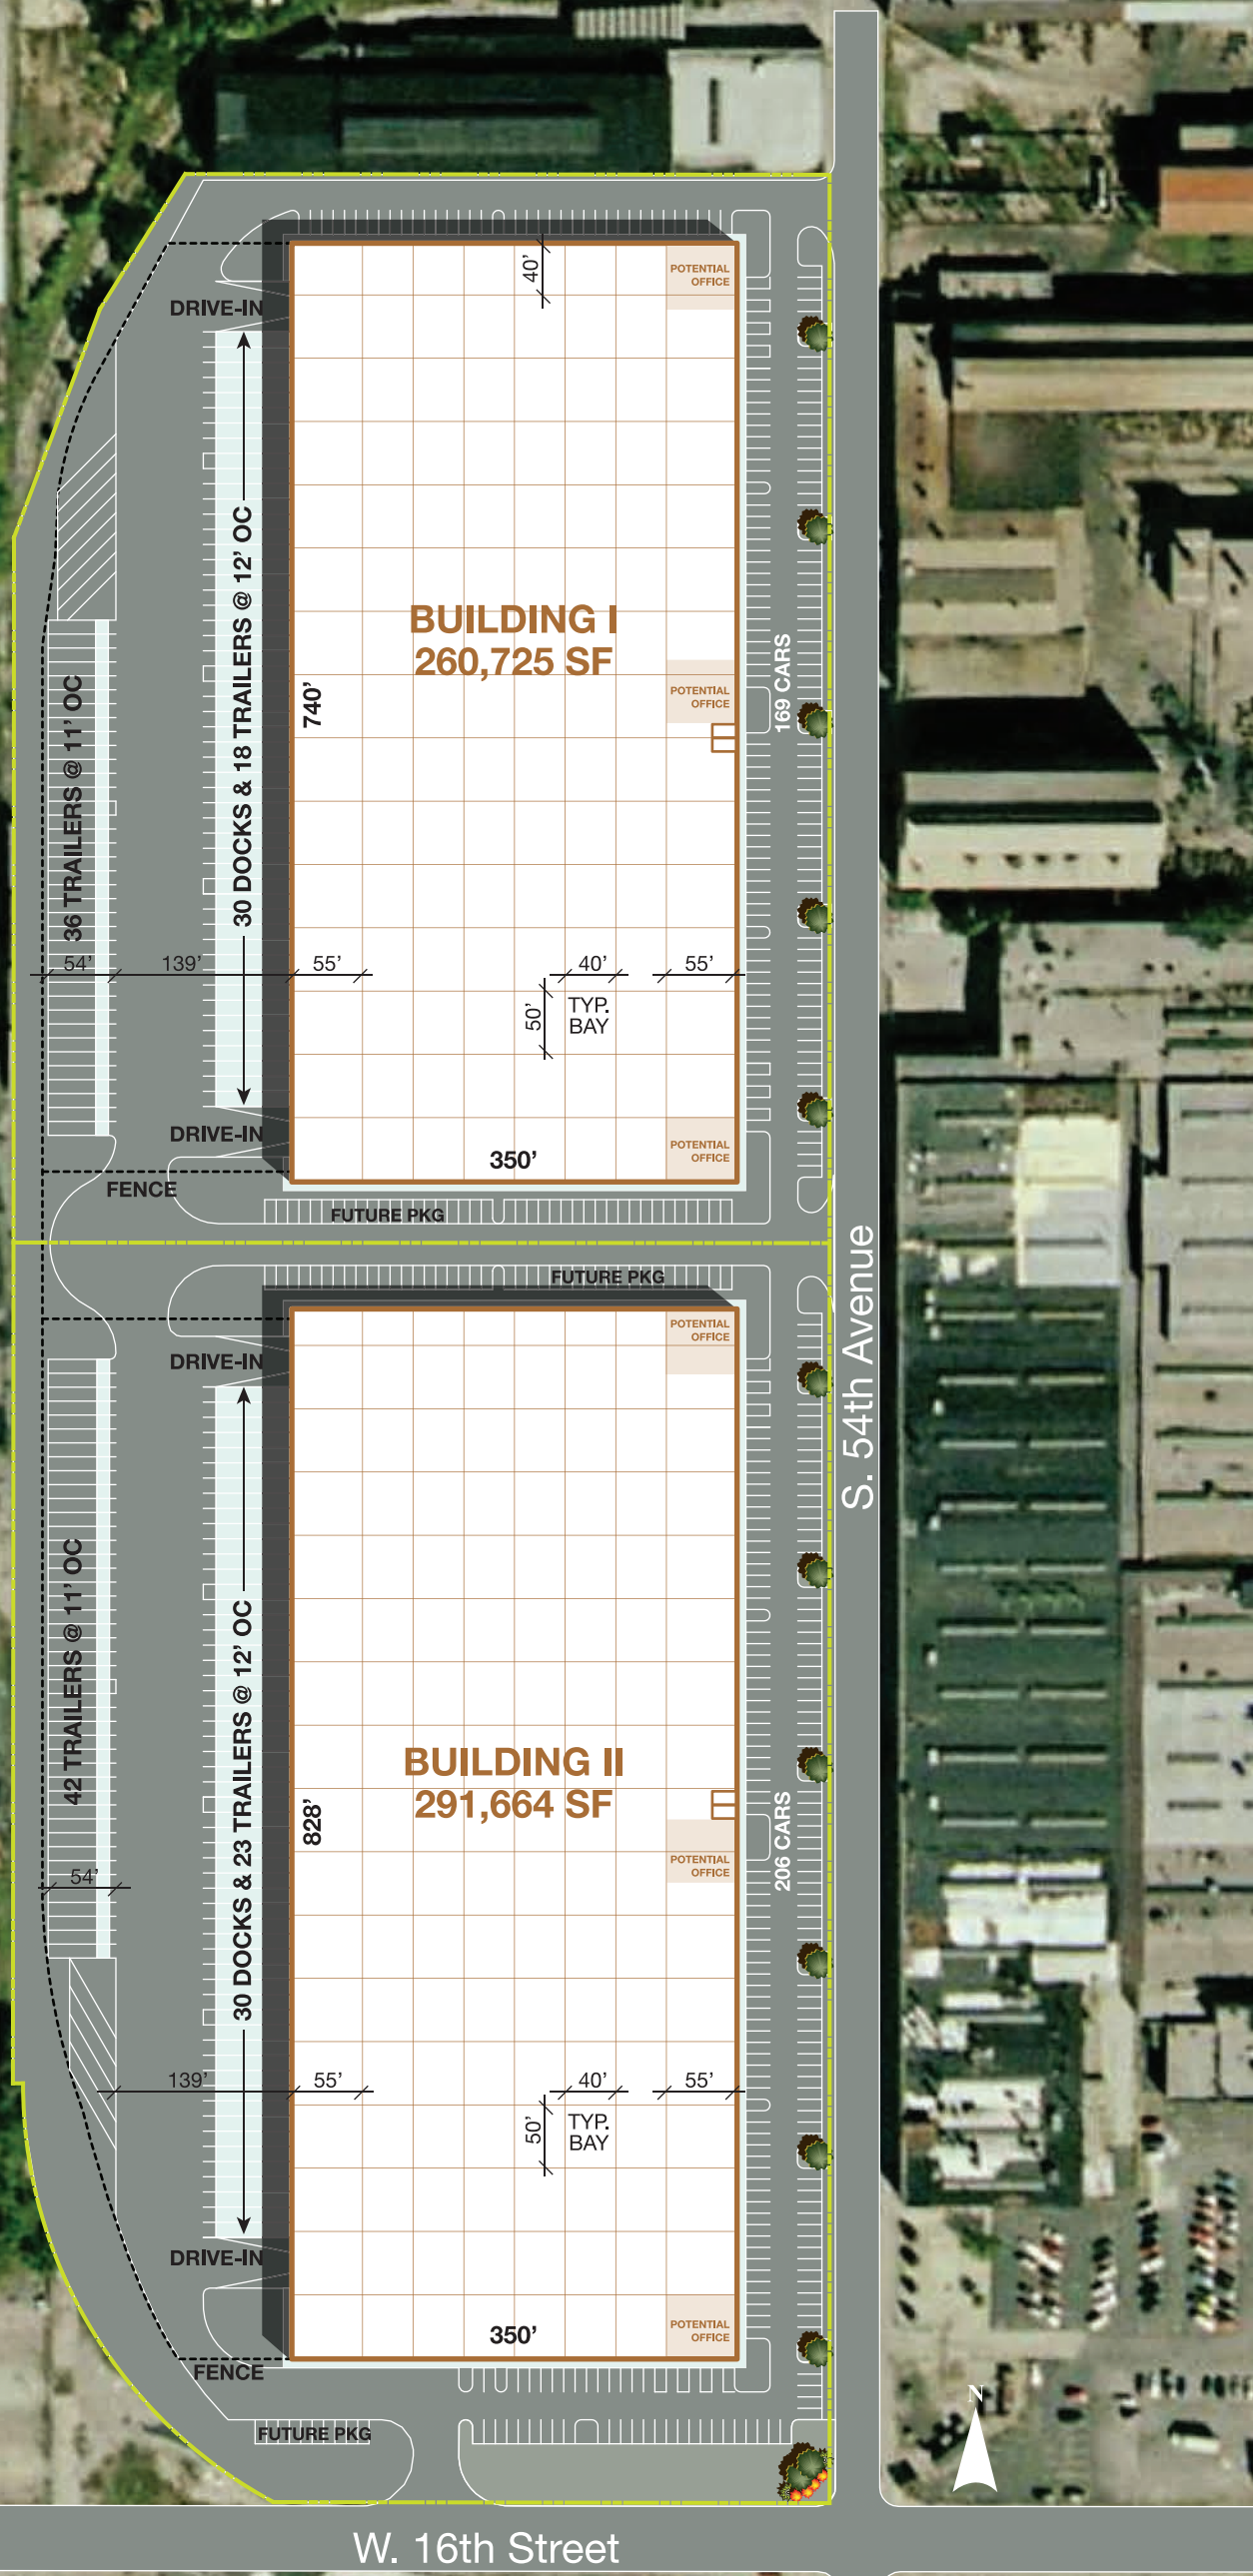 POTENTIAL
OFFICE
40’
DRIVE-IN
30 DOCKS & 18 TRAILERS @ 12’ OC
BUILDING I
260,725 SF
740’
POTENTIAL
OFFICE
169 CARS
36 TRAILERS @ 11’ OC
54’
139’
55’
40’
55’
50’
TYP.
BAY
DRIVE-IN
350’
POTENTIAL
OFFICE
FENCE
FUTURE PKG
S. 54th Avenue
FUTURE PKG
POTENTIAL
OFFICE
DRIVE-IN
42 TRAILERS @ 11’ OC
30 DOCKS & 23 TRAILERS @ 12’ OC
BUILDING II
291,664 SF
828’
POTENTIAL
OFFICE
206 CARS
54’
139’
55’
40’
55’
50’
TYP.
BAY
DRIVE-IN
350’
POTENTIAL
OFFICE
FENCE
FUTURE PKG
N
W. 16th Street